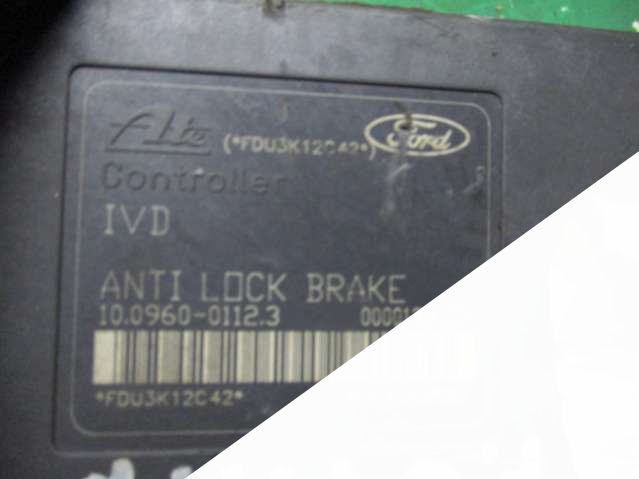 Ate (*FDU3K12C42*) Ford
Controller
IVD
ANTI LOCK BRAKE
10.0960-0112.3
*FDU3K12C42*